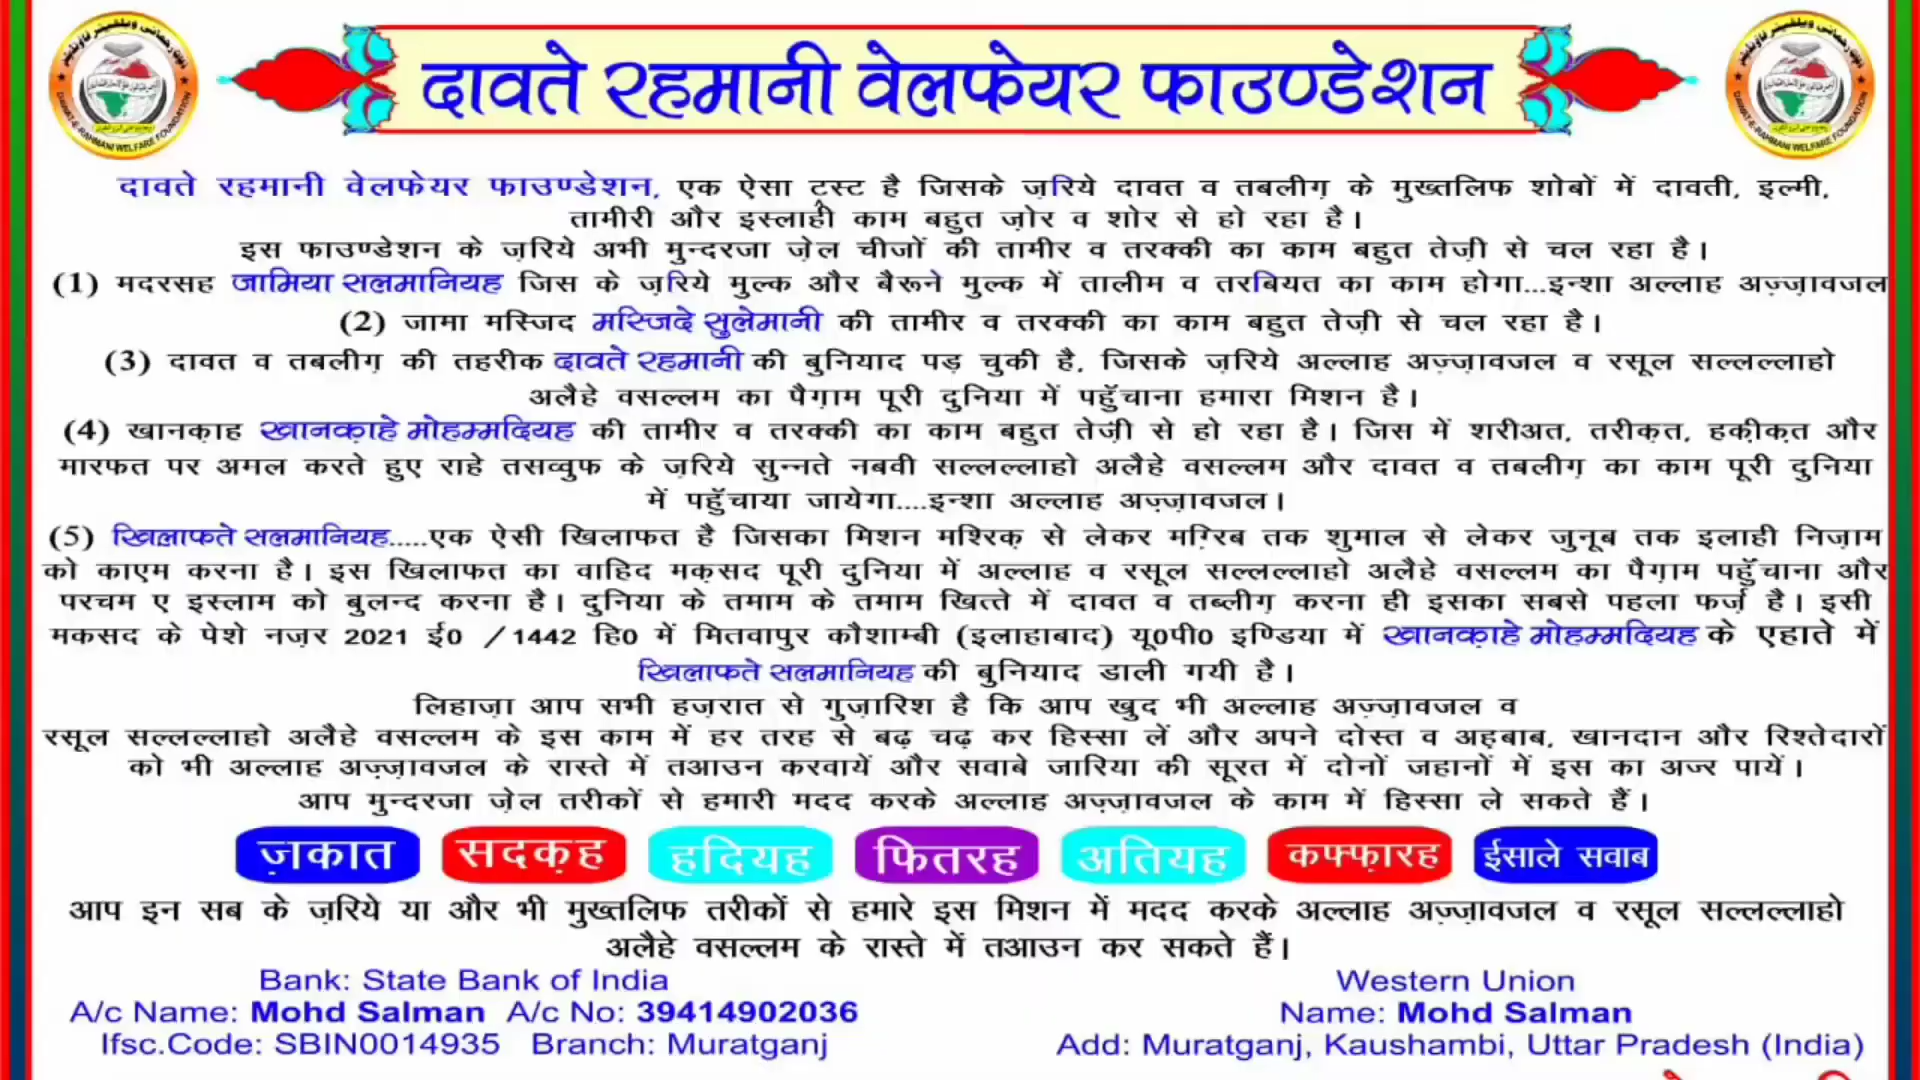 दावते रहमानी वेलफेयर फाउण्डेशन
DAWAT-E-RAHMANI WELFARE FOUNDATION
DAWAT-E-RAHMANI WELFARE FOUNDATION
दावते रहमानी वेलफेयर फाउण्डेशन, एक ऐसा ट्रस्ट है जिसके ज़रिये दावत व तबलीग़ के मुख्तलिफ शोबों में दावती, इल्मी,
तामीरी और इस्लाही काम बहुत ज़ोर व शोर से हो रहा है।
इस फाउण्डेशन के ज़रिये अभी मुन्दरजा ज़ेल चीजों की तामीर व तरक्की का काम बहुत तेज़ी से चल रहा है।
(1) मदरसह जामिया सलमानियह जिस के ज़रिये मुल्क और बैरूने मुल्क में तालीम व तरबियत का काम होगा...इन्शा अल्लाह अज़्ज़ावजल
(2) जामा मस्जिद मस्जिदे सुलेमानी की तामीर व तरक्की का काम बहुत तेज़ी से चल रहा है।
(3) दावत व तबलीग़ की तहरीक दावते रहमानी की बुनियाद पड़ चुकी है, जिसके ज़रिये अल्लाह अज़्ज़ावजल व रसूल सल्लल्लाहो
अलैहे वसल्लम का पैग़ाम पूरी दुनिया में पहुँचाना हमारा मिशन है।
(4) खानक़ाह खानक़ाहे मोहम्मदियह की तामीर व तरक्की का काम बहुत तेज़ी से हो रहा है। जिस में शरीअत, तरीक़त, हक़ीक़त और
मारफत पर अमल करते हुए राहे तसव्वुफ के ज़रिये सुन्नते नबवी सल्लल्लाहो अलैहे वसल्लम और दावत व तबलीग़ का काम पूरी दुनिया
में पहुँचाया जायेगा....इन्शा अल्लाह अज़्ज़ावजल।
(5) खिलाफते सलमानियह.....एक ऐसी खिलाफत है जिसका मिशन मश्रिक़ से लेकर मग़्रिब तक शुमाल से लेकर जुनूब तक इलाही निज़ाम
को काएम करना है। इस खिलाफत का वाहिद मक़सद पूरी दुनिया में अल्लाह व रसूल सल्लल्लाहो अलैहे वसल्लम का पैग़ाम पहुँचाना और
परचम ए इस्लाम को बुलन्द करना है। दुनिया के तमाम के तमाम खित्ते में दावत व तब्लीग़ करना ही इसका सबसे पहला फर्ज़ है। इसी
मकसद के पेशे नज़र 2021 ई0 /1442 हि0 में मितवापुर कौशाम्बी (इलाहाबाद) यू0पी0 इण्डिया में खानक़ाहे मोहम्मदियह के एहाते में
खिलाफते सलमानियह की बुनियाद डाली गयी है।
लिहाज़ा आप सभी हज़रात से गुज़ारिश है कि आप खुद भी अल्लाह अज़्ज़ावजल व
रसूल सल्लल्लाहो अलैहे वसल्लम के इस काम में हर तरह से बढ़ चढ़ कर हिस्सा लें और अपने दोस्त व अहबाब, खानदान और रिश्तेदारों
को भी अल्लाह अज़्ज़ावजल के रास्ते में तआउन करवायें और सवाबे जारिया की सूरत में दोनों जहानों में इस का अज्र पायें।
आप मुन्दरजा ज़ेल तरीकों से हमारी मदद करके अल्लाह अज़्ज़ावजल के काम में हिस्सा ले सकते हैं।
ज़कात सदक़ह हदियह फितरह अतियह कफ्फ़ारह ईसाले सवाब
आप इन सब के ज़रिये या और भी मुख्तलिफ तरीकों से हमारे इस मिशन में मदद करके अल्लाह अज़्ज़ावजल व रसूल सल्लल्लाहो
अलैहे वसल्लम के रास्ते में तआउन कर सकते हैं।
Bank: State Bank of India
A/c Name: Mohd Salman A/c No: 39414902036
Ifsc.Code: SBIN0014935 Branch: Muratganj
Western Union
Name: Mohd Salman
Add: Muratganj, Kaushambi, Uttar Pradesh (India)